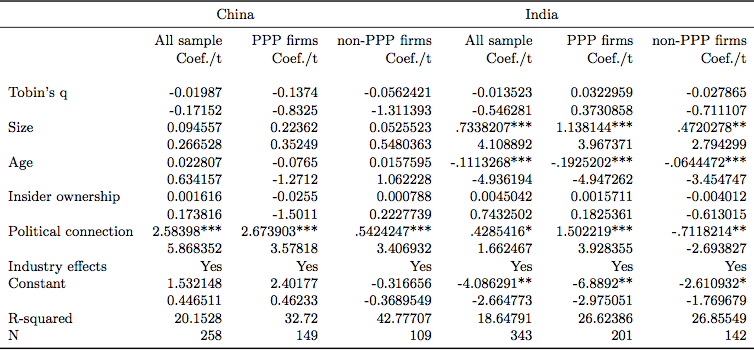 China India
All sample PPP firms non-PPP firms All sample PPP firms non-PPP firms
Coef./t Coef./t Coef./t Coef./t Coef./t Coef./t
Tobin's q -0.01987 -0.1374 -0.0562421 -0.013523 0.0322959 -0.027865
-0.17152 -0.8325 -1.311393 -0.546281 0.3730858 -0.711107
Size 0.094557 0.22362 0.0525523 .7338207*** 1.138144*** .4720278**
0.266528 0.35249 0.5480363 4.108892 3.967371 2.794299
Age 0.022807 -0.0765 0.0157595 -.1113268*** -.1925202*** -.0644472***
0.634157 -1.2712 1.062228 -4.936194 -4.947262 -3.454747
Insider ownership 0.001616 -0.0255 0.000788 0.0045042 0.0015711 -0.004012
0.173816 -1.5011 0.2227739 0.7432502 0.1825361 -0.613015
Political connection 2.58398*** 2.673903*** .5424247*** .4285416* 1.502219*** -.7118214**
5.868352 3.57818 3.406932 1.662467 3.928355 -2.693827
Industry effects Yes Yes Yes Yes Yes Yes
Constant 1.532148 2.40177 -0.316656 -4.086291** -6.8892** -2.610932*
0.446511 0.46233 -0.3689549 -2.664773 -2.975051 -1.769679
R-squared 20.1528 32.72 42.77707 18.64791 26.62386 26.85549
N 258 149 109 343 201 142